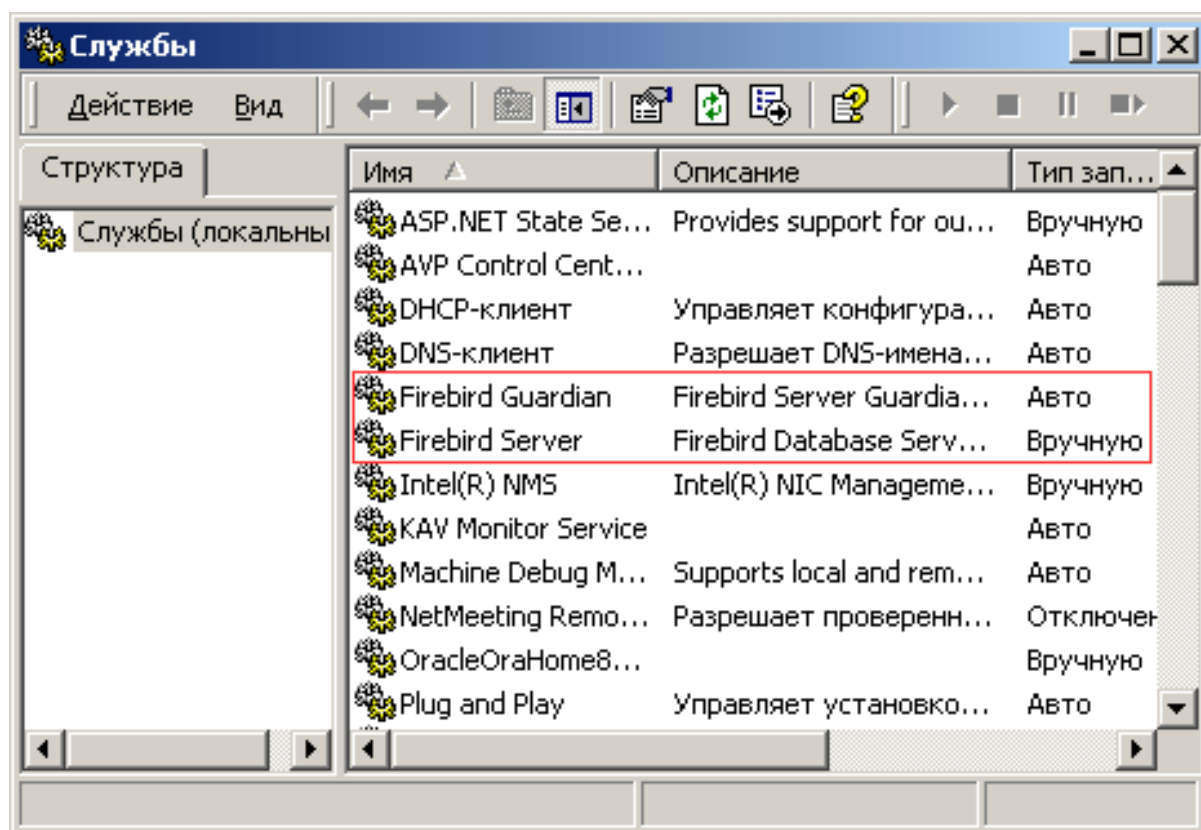 Службы
Действие Вид
Структура
Имя Описание Тип зап...
Службы (локальны
ASP.NET State Se... Provides support for ou... Вручную
AVP Control Cent... Авто
DHCP-клиент Управляет конфигура... Авто
DNS-клиент Разрешает DNS-имена... Авто
Firebird Guardian Firebird Server Guardia... Авто
Firebird Server Firebird Database Serv... Вручную
Intel(R) NMS Intel(R) NIC Manageme... Вручную
KAV Monitor Service Авто
Machine Debug M... Supports local and rem... Авто
NetMeeting Remo... Разрешает проверенн... Отключен
OracleOraHome8... Вручную
Plug and Play Управляет установко... Авто